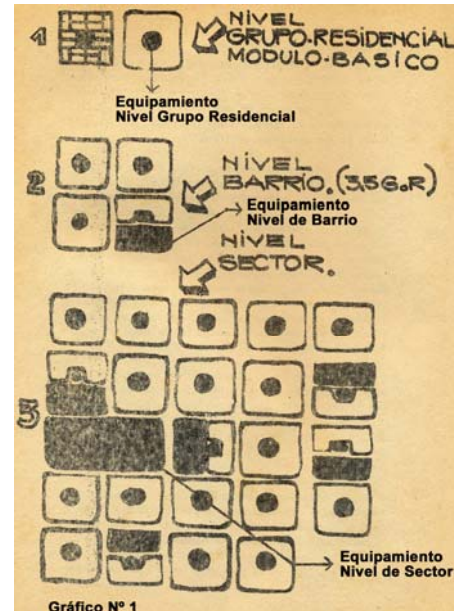 1
NIVEL
GRUPO-RESIDENCIAL
MODULO-BASICO
Equipamiento
Nivel Grupo Residencial
2
NIVEL
BARRIO.(3,5 G.R)
Equipamiento
Nivel de Barrio
NIVEL
SECTOR.
3
Equipamiento
Nivel de Sector
Gráfico Nº 1